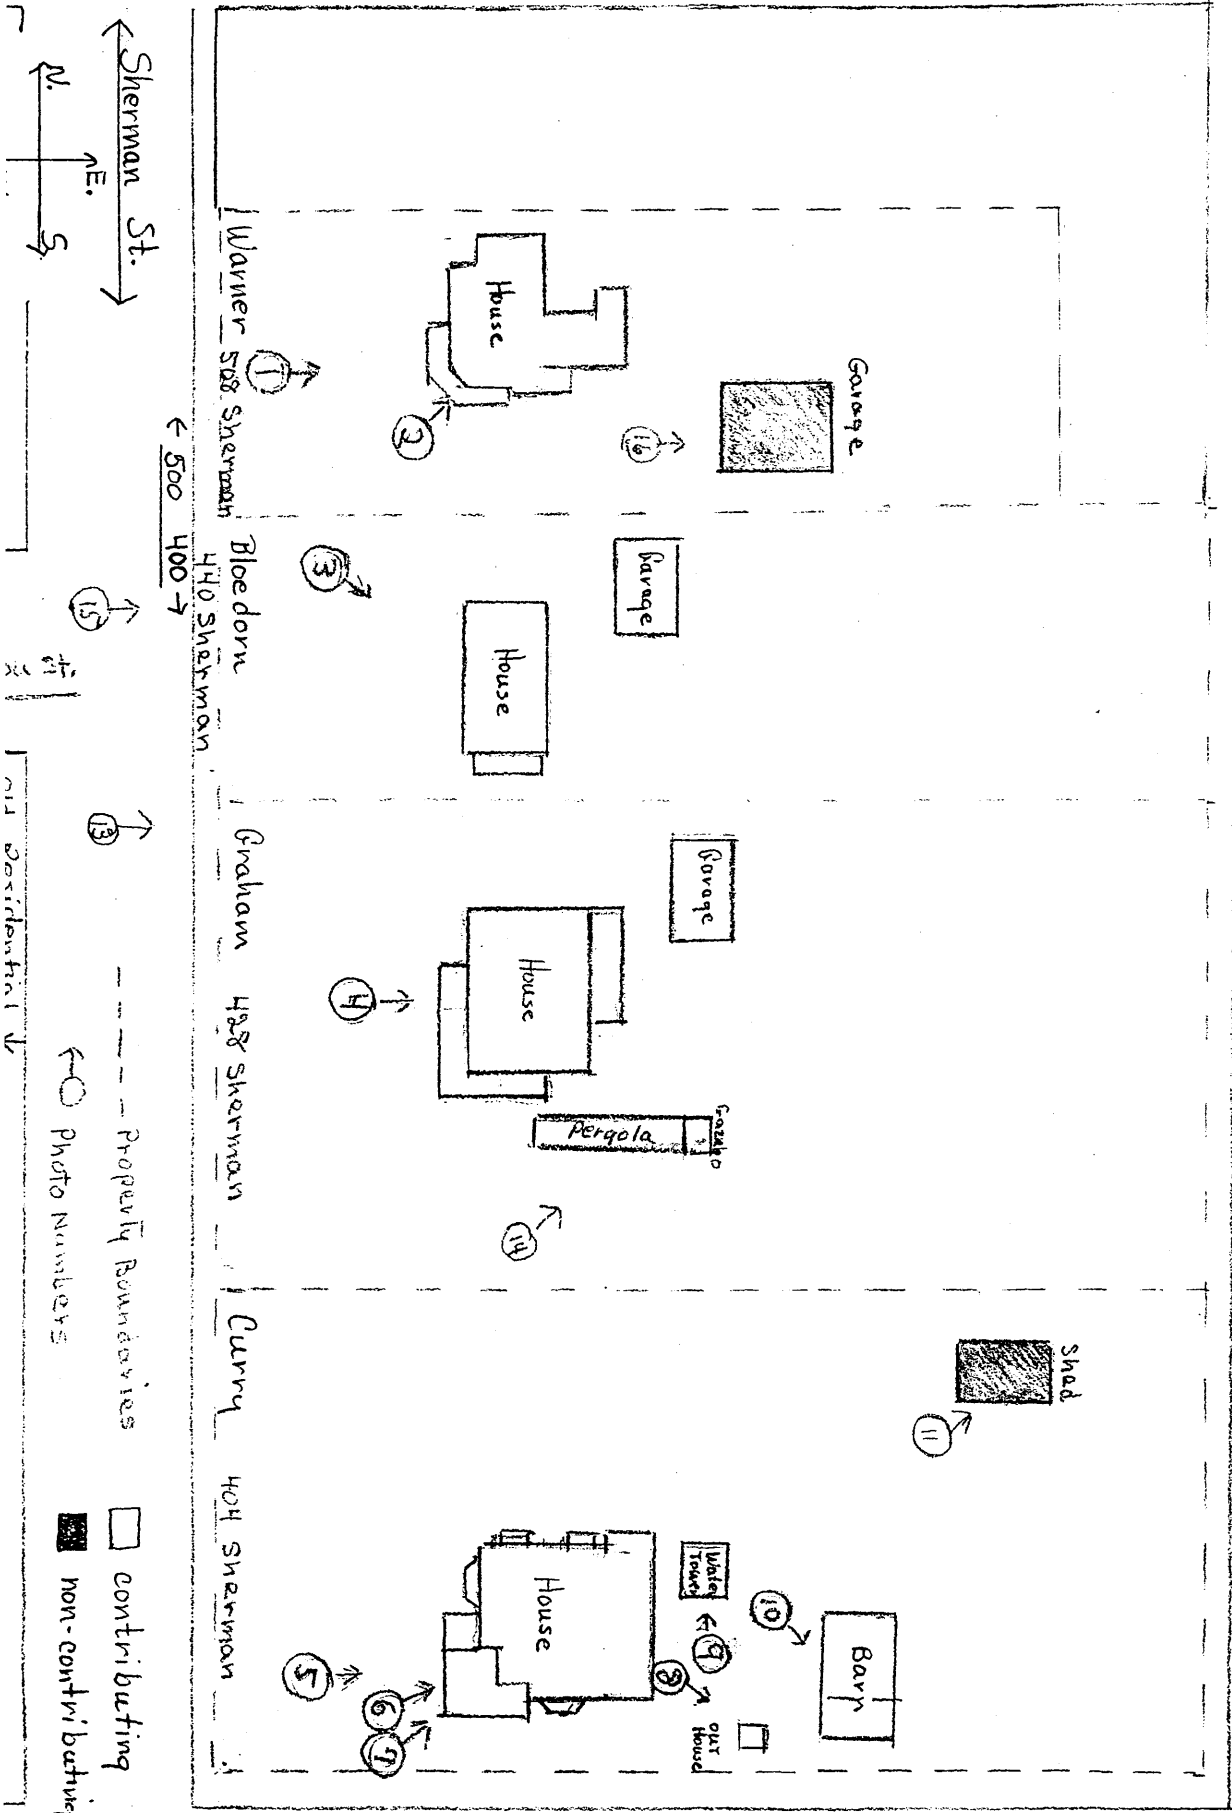 Sherman St.
N.
E.
S.
Warner 508 Sherman
House
Garage
1
2
16
← 500 400 →
Bloedorn
440 Sherman
House
Garage
3
15
St.
13
Graham 428 Sherman
House
Garage
Pergola
Gazebo
4
14
Curry 404 Sherman
House
Water
Tower
Barn
Out
House
Shad
5
6
7
8
9
10
11
Property Boundaries
Photo Numbers
contributing
non-contributing